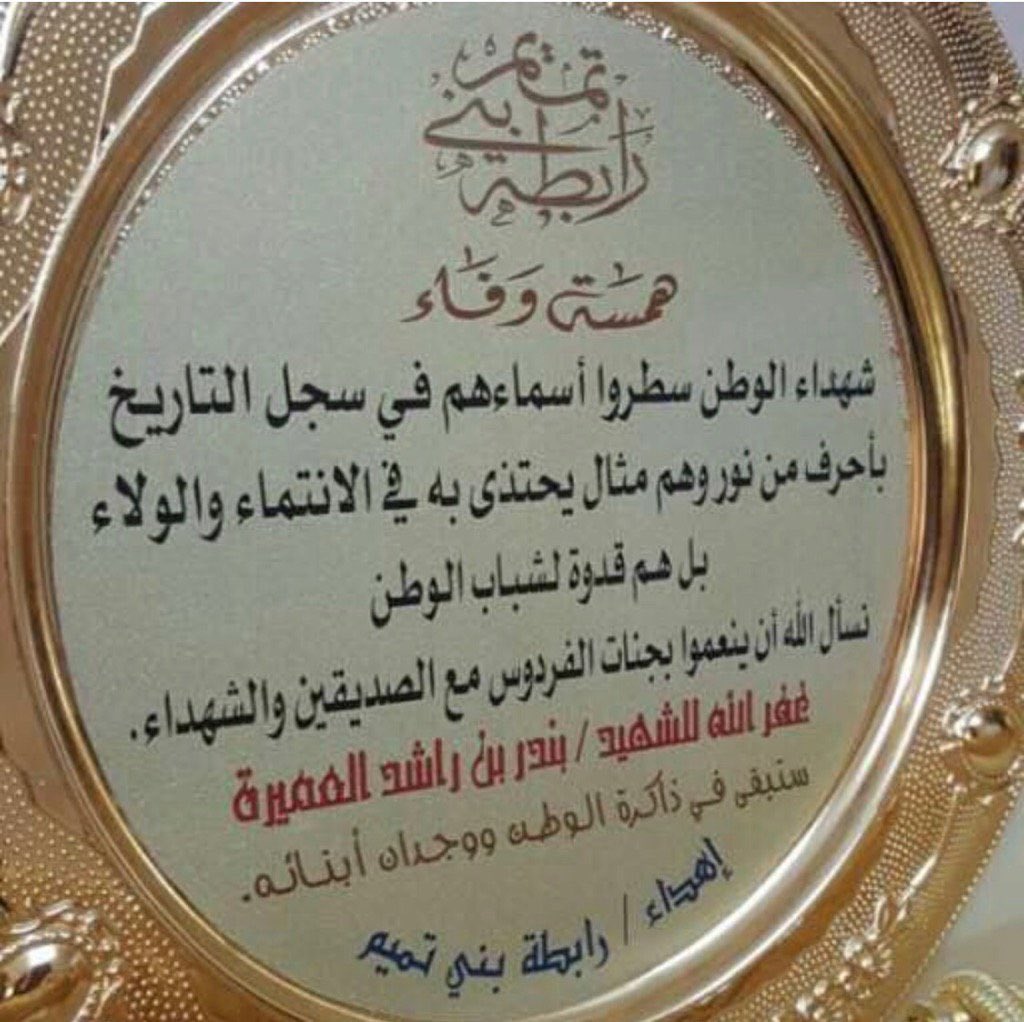 رابطة بني تميم
همسة وفاء
شهداء الوطن سطروا أسماءهم في سجل التاريخ
بأحرف من نور وهم مثال يحتذى به في الانتماء والولاء
بل هم قدوة لشباب الوطن
نسأل الله أن ينعموا بجنات الفردوس مع الصديقين والشهداء.
غفر الله للشهيد / بندر بن راشد العميرة
ستبقى في ذاكرة الوطن ووجدان أبنائه.
إهداء / رابطة بني تميم